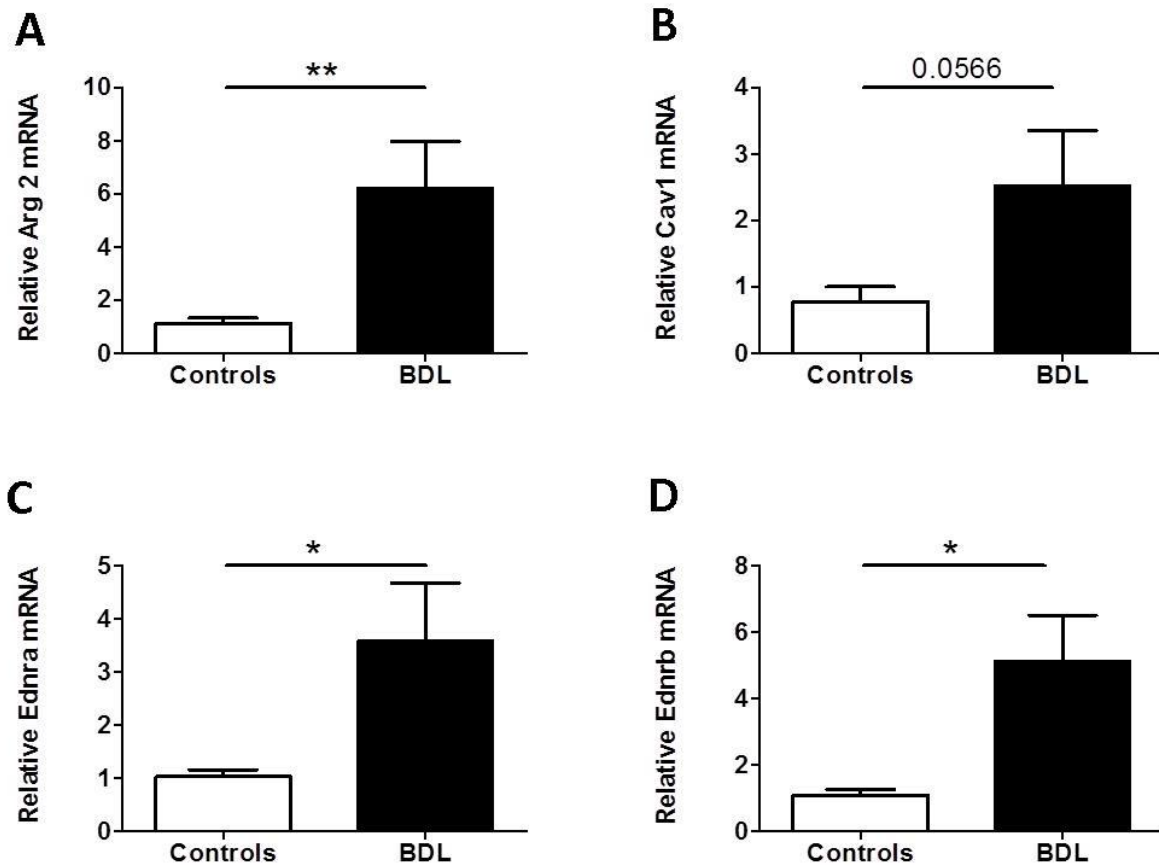 A
Relative Arg 2 mRNA
**
10
8
6
4
2
0
Controls BDL
B
Relative Cav1 mRNA
0.0566
4
3
2
1
0
Controls BDL
C
Relative Ednra mRNA
*
5
4
3
2
1
0
Controls BDL
D
Relative Ednrb mRNA
*
8
6
4
2
0
Controls BDL